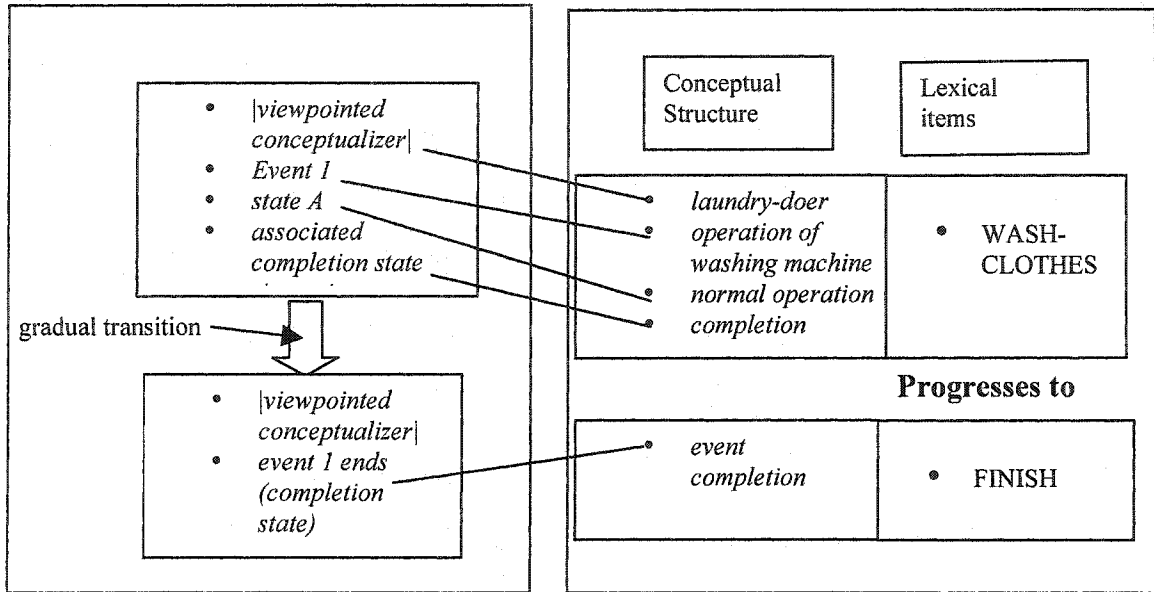 • |viewpointed
conceptualizer|
• Event 1
• state A
• associated
completion state
gradual transition
• |viewpointed
conceptualizer|
• event 1 ends
(completion
state)
Conceptual
Structure
Lexical
items
• laundry-doer
• operation of
washing machine
• normal operation
• completion
• WASH-
CLOTHES
Progresses to
• event
completion
• FINISH